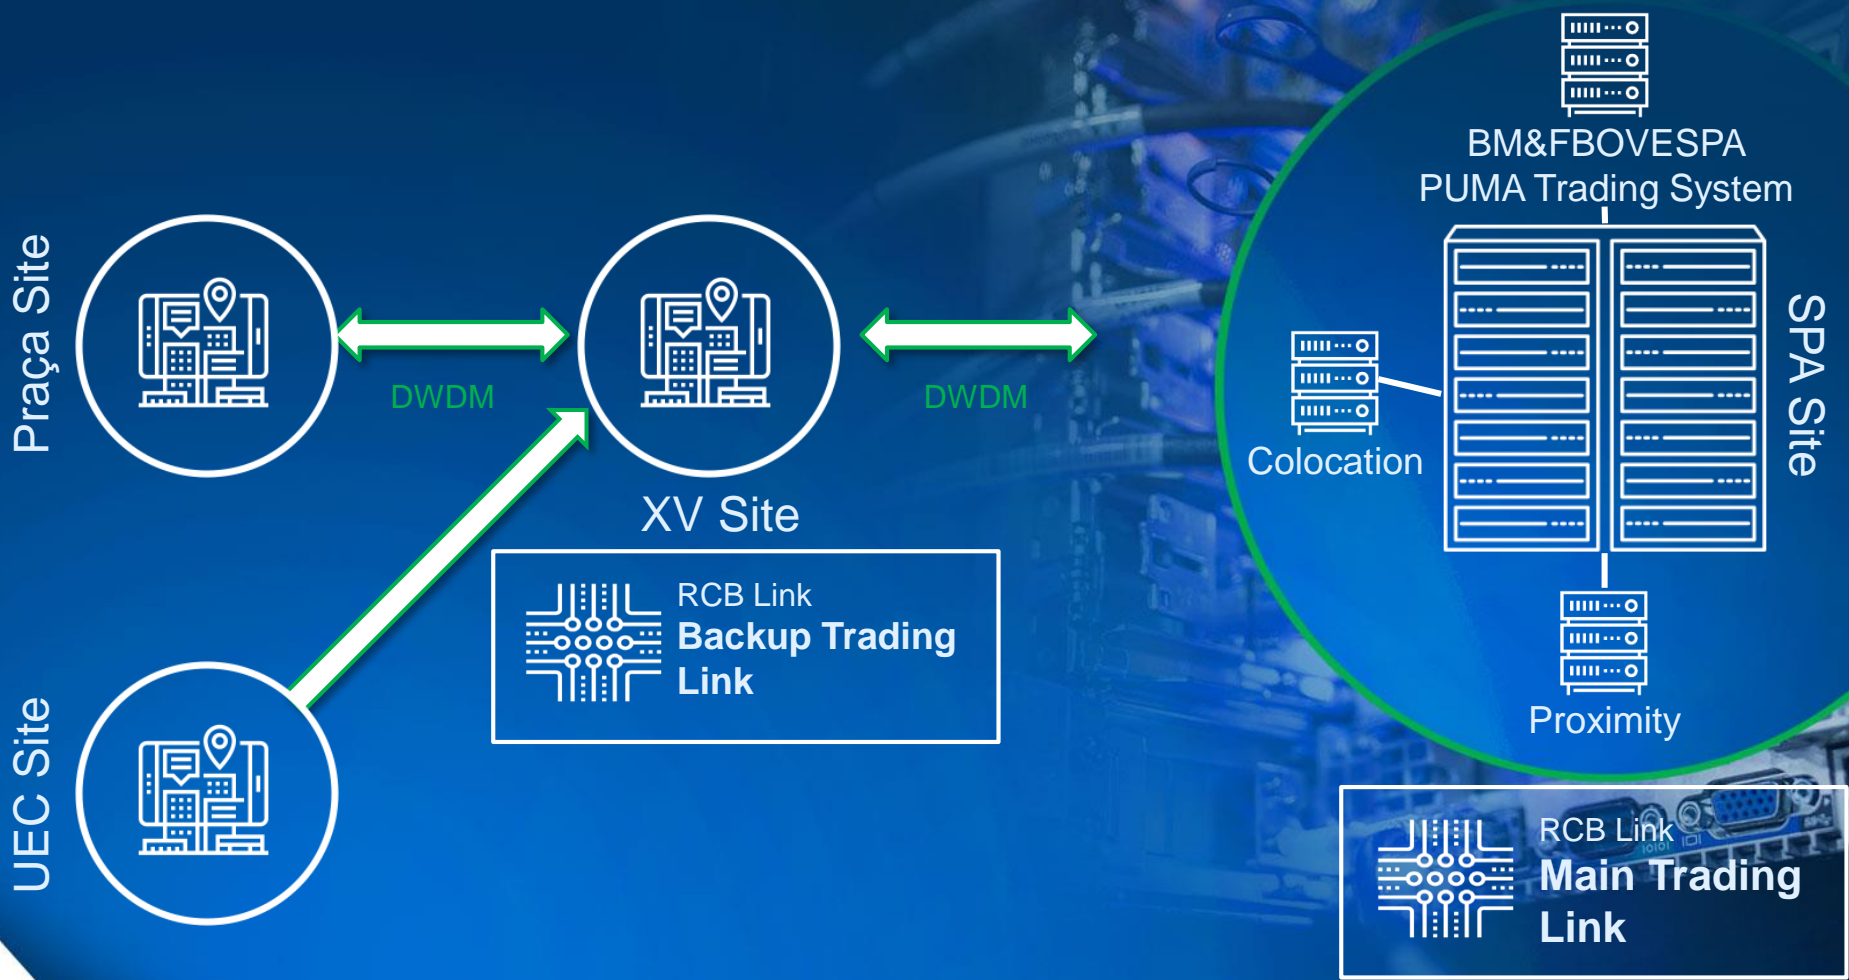 BM&FBOVESPA
PUMA Trading System
Praça Site
DWDM
DWDM
SPA Site
Colocation
XV Site
RCB Link
Backup Trading
Link
Proximity
UEC Site
RCB Link
Main Trading
Link